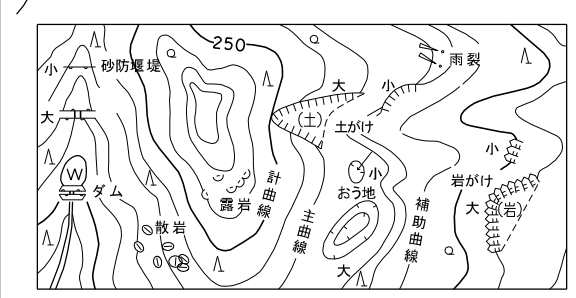 250
小 砂防堰堤
大
W
ダム
散岩
露岩
計曲線
主曲線
大
(土)
小
土がけ
小
おう地
大
補助曲線
雨裂
小
岩がけ
大
(岩)